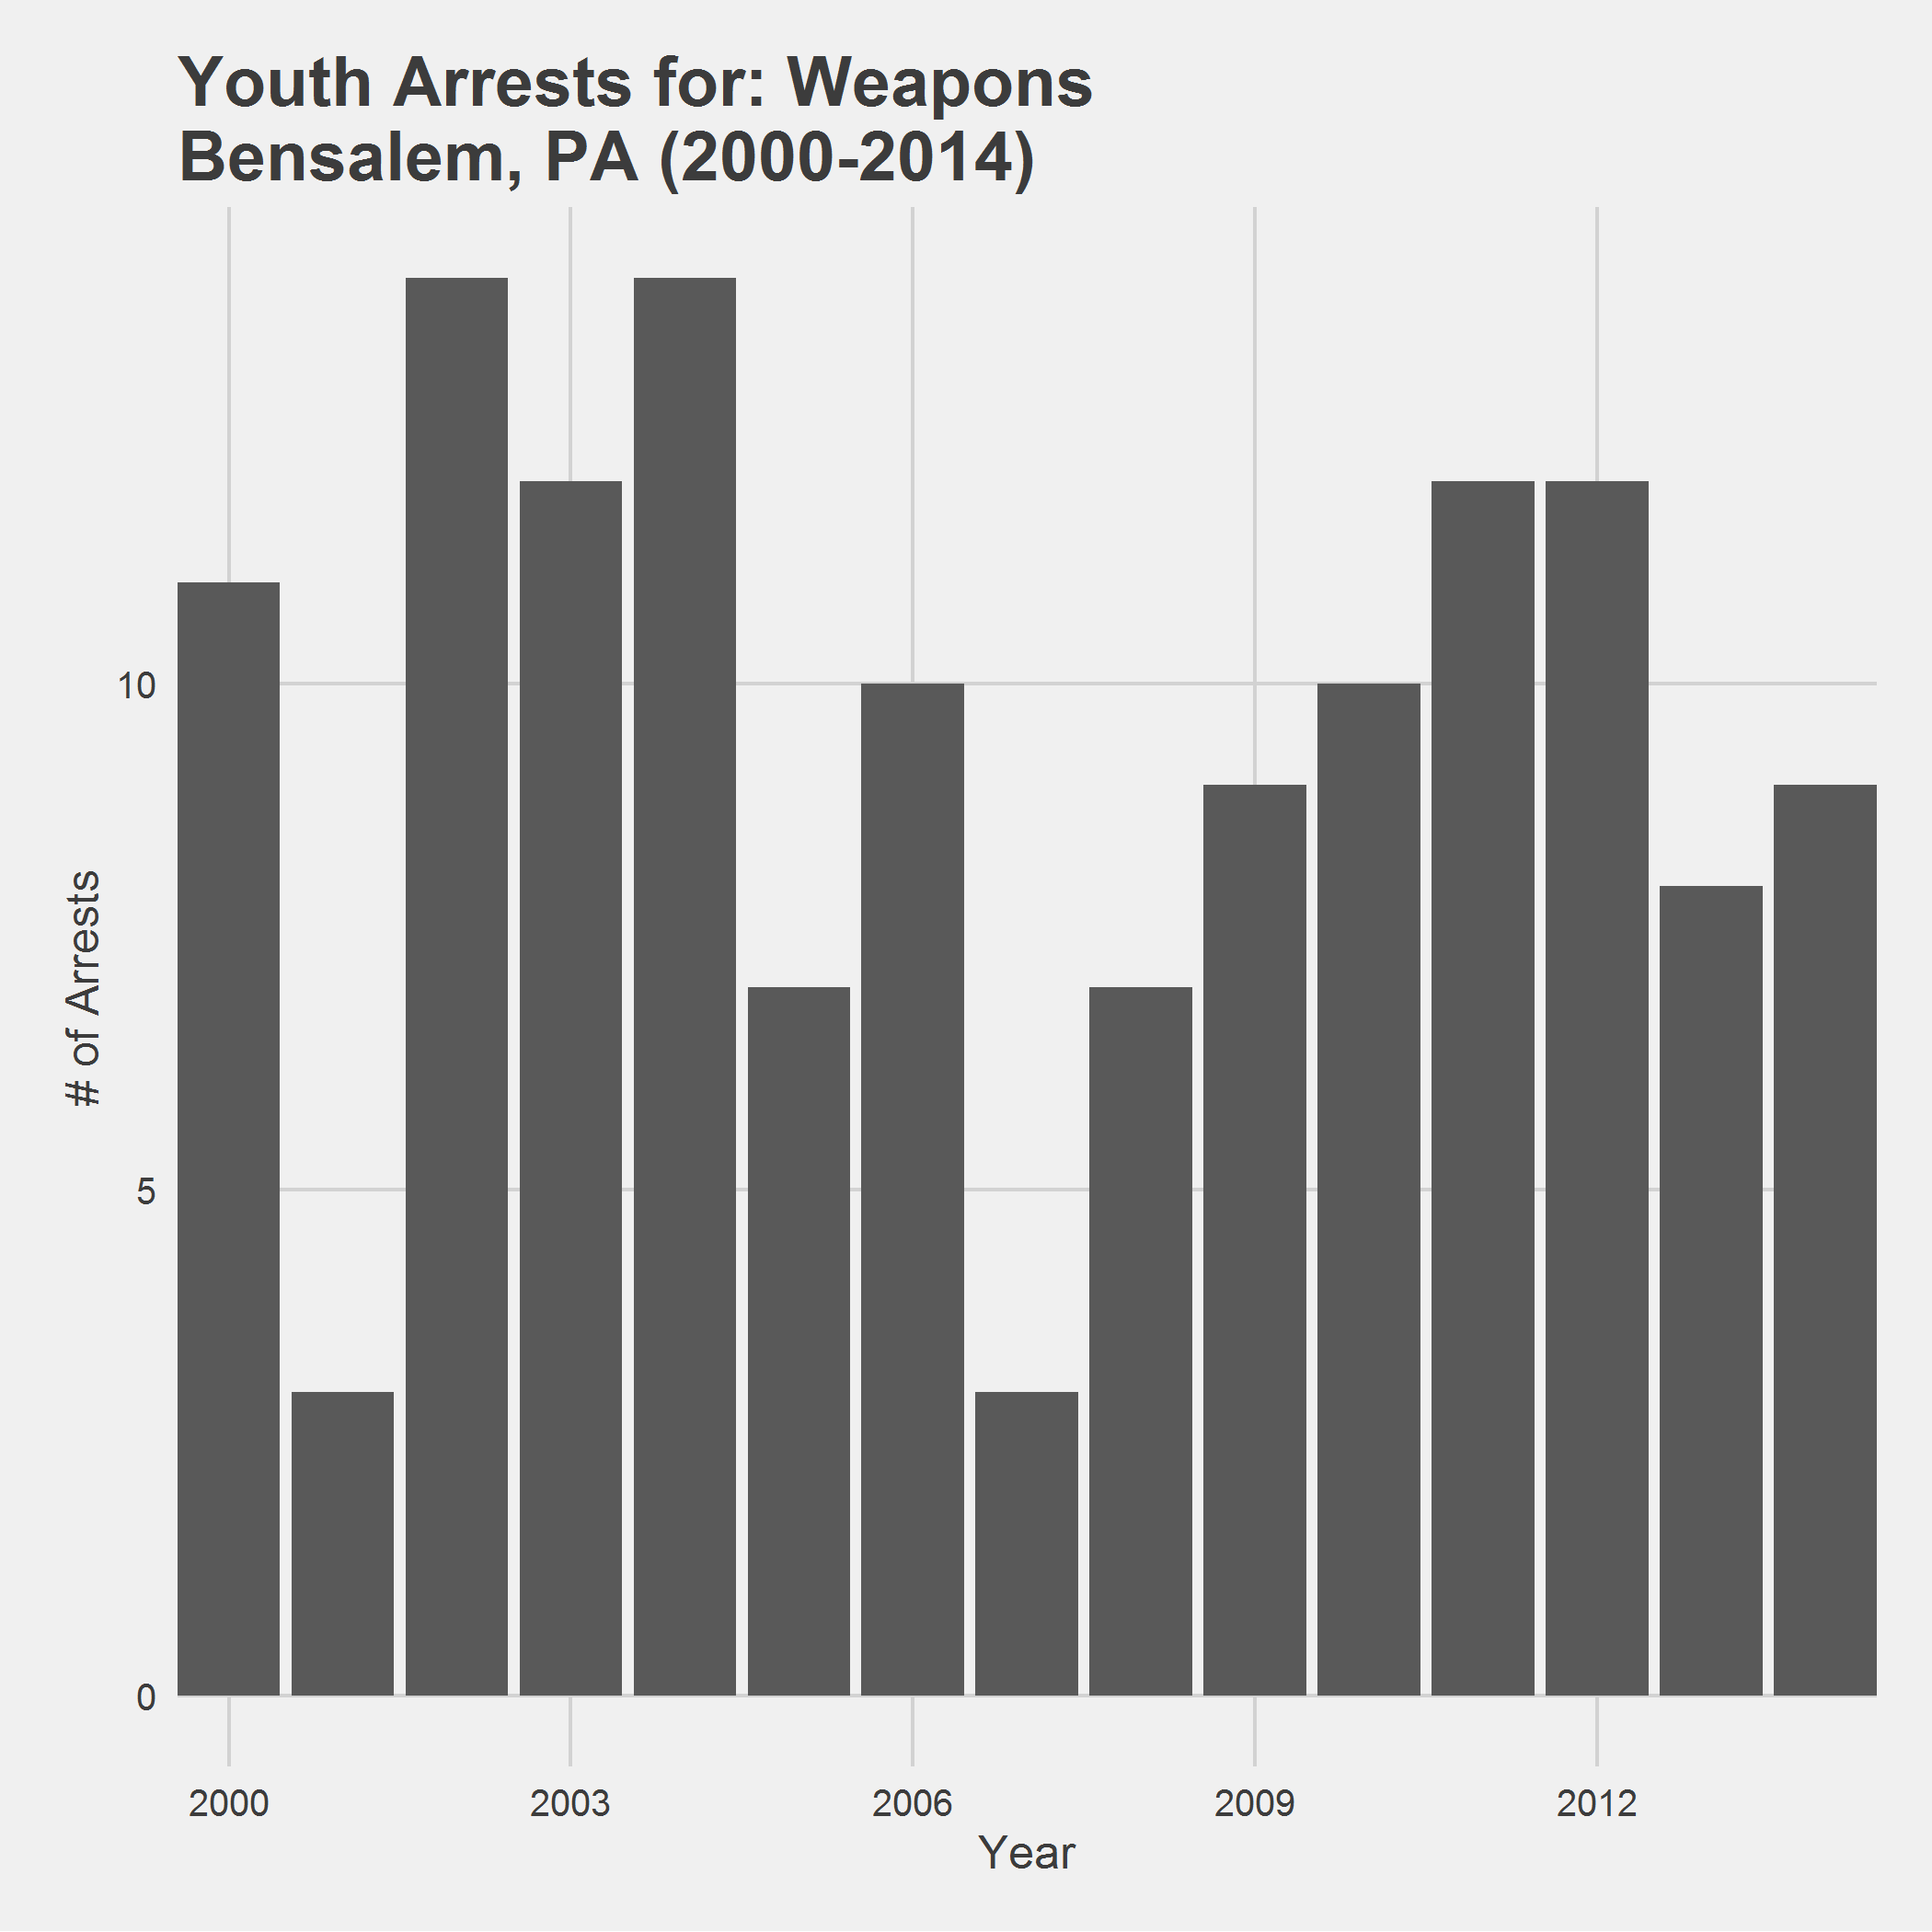 Youth Arrests for: Weapons
Bensalem, PA (2000-2014)
10
5
0
# of Arrests
2000 2003 2006 2009 2012
Year